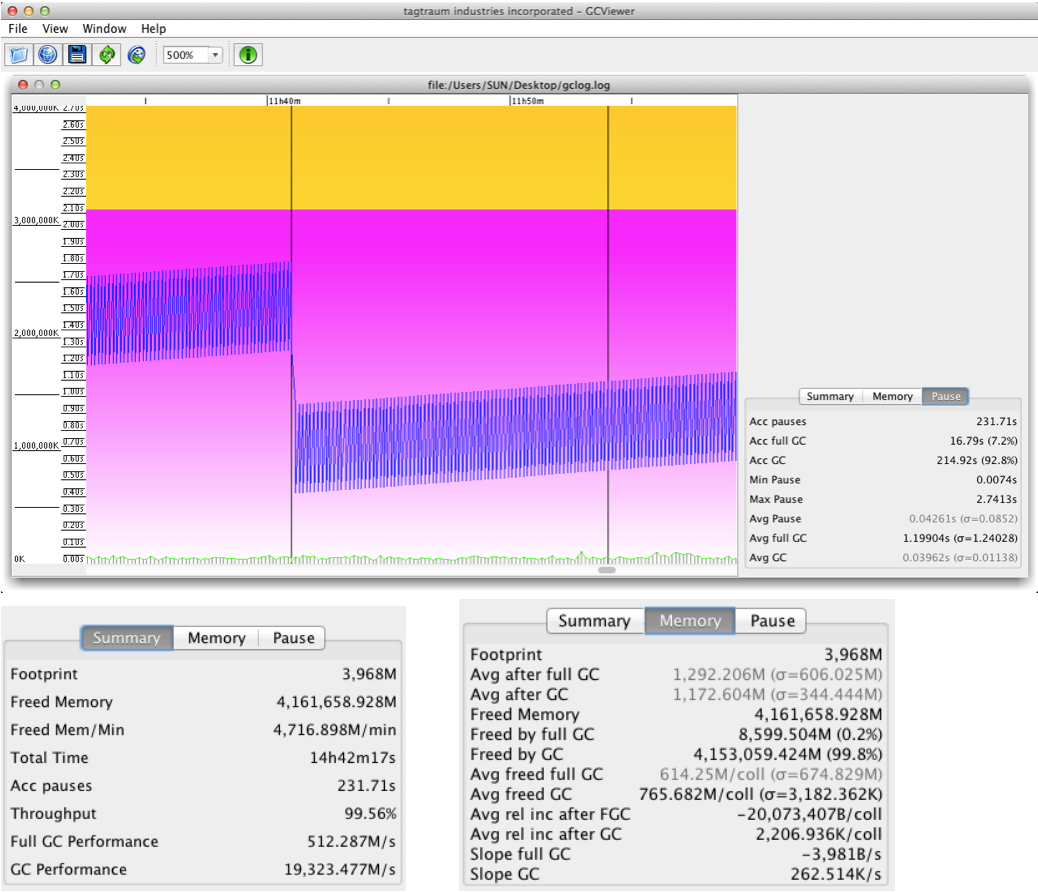 tagtraum industries incorporated – GCViewer
File View Window Help
500%
file:/Users/SUN/Desktop/gclog.log
11h40m 11h50m
4,000,000K 2.70s
2.60s
2.50s
2.40s
2.30s
2.20s
2.10s
3,000,000K 2.00s
1.90s
1.80s
1.70s
1.60s
1.50s
1.40s
2,000,000K 1.30s
1.20s
1.10s
1.00s
0.90s
0.80s
1,000,000K 0.70s
0.60s
0.50s
0.40s
0.30s
0.20s
0.10s
0K 0.00s
Summary Memory Pause
Acc pauses 231.71s
Acc full GC 16.79s (7.2%)
Acc GC 214.92s (92.8%)
Min Pause 0.0074s
Max Pause 2.7413s
Avg Pause 0.04261s (σ=0.0852)
Avg full GC 1.19904s (σ=1.24028)
Avg GC 0.03962s (σ=0.01138)
Summary Memory Pause
Footprint 3,968M
Freed Memory 4,161,658.928M
Freed Mem/Min 4,716.898M/min
Total Time 14h42m17s
Acc pauses 231.71s
Throughput 99.56%
Full GC Performance 512.287M/s
GC Performance 19,323.477M/s
Summary Memory Pause
Footprint 3,968M
Avg after full GC 1,292.206M (σ=606.025M)
Avg after GC 1,172.604M (σ=344.444M)
Freed Memory 4,161,658.928M
Freed by full GC 8,599.504M (0.2%)
Freed by GC 4,153,059.424M (99.8%)
Avg freed full GC 614.25M/coll (σ=674.829M)
Avg freed GC 765.682M/coll (σ=3,182.362K)
Avg rel inc after FGC -20,073,407B/coll
Avg rel inc after GC 2,206.936K/coll
Slope full GC -3,981B/s
Slope GC 262.514K/s